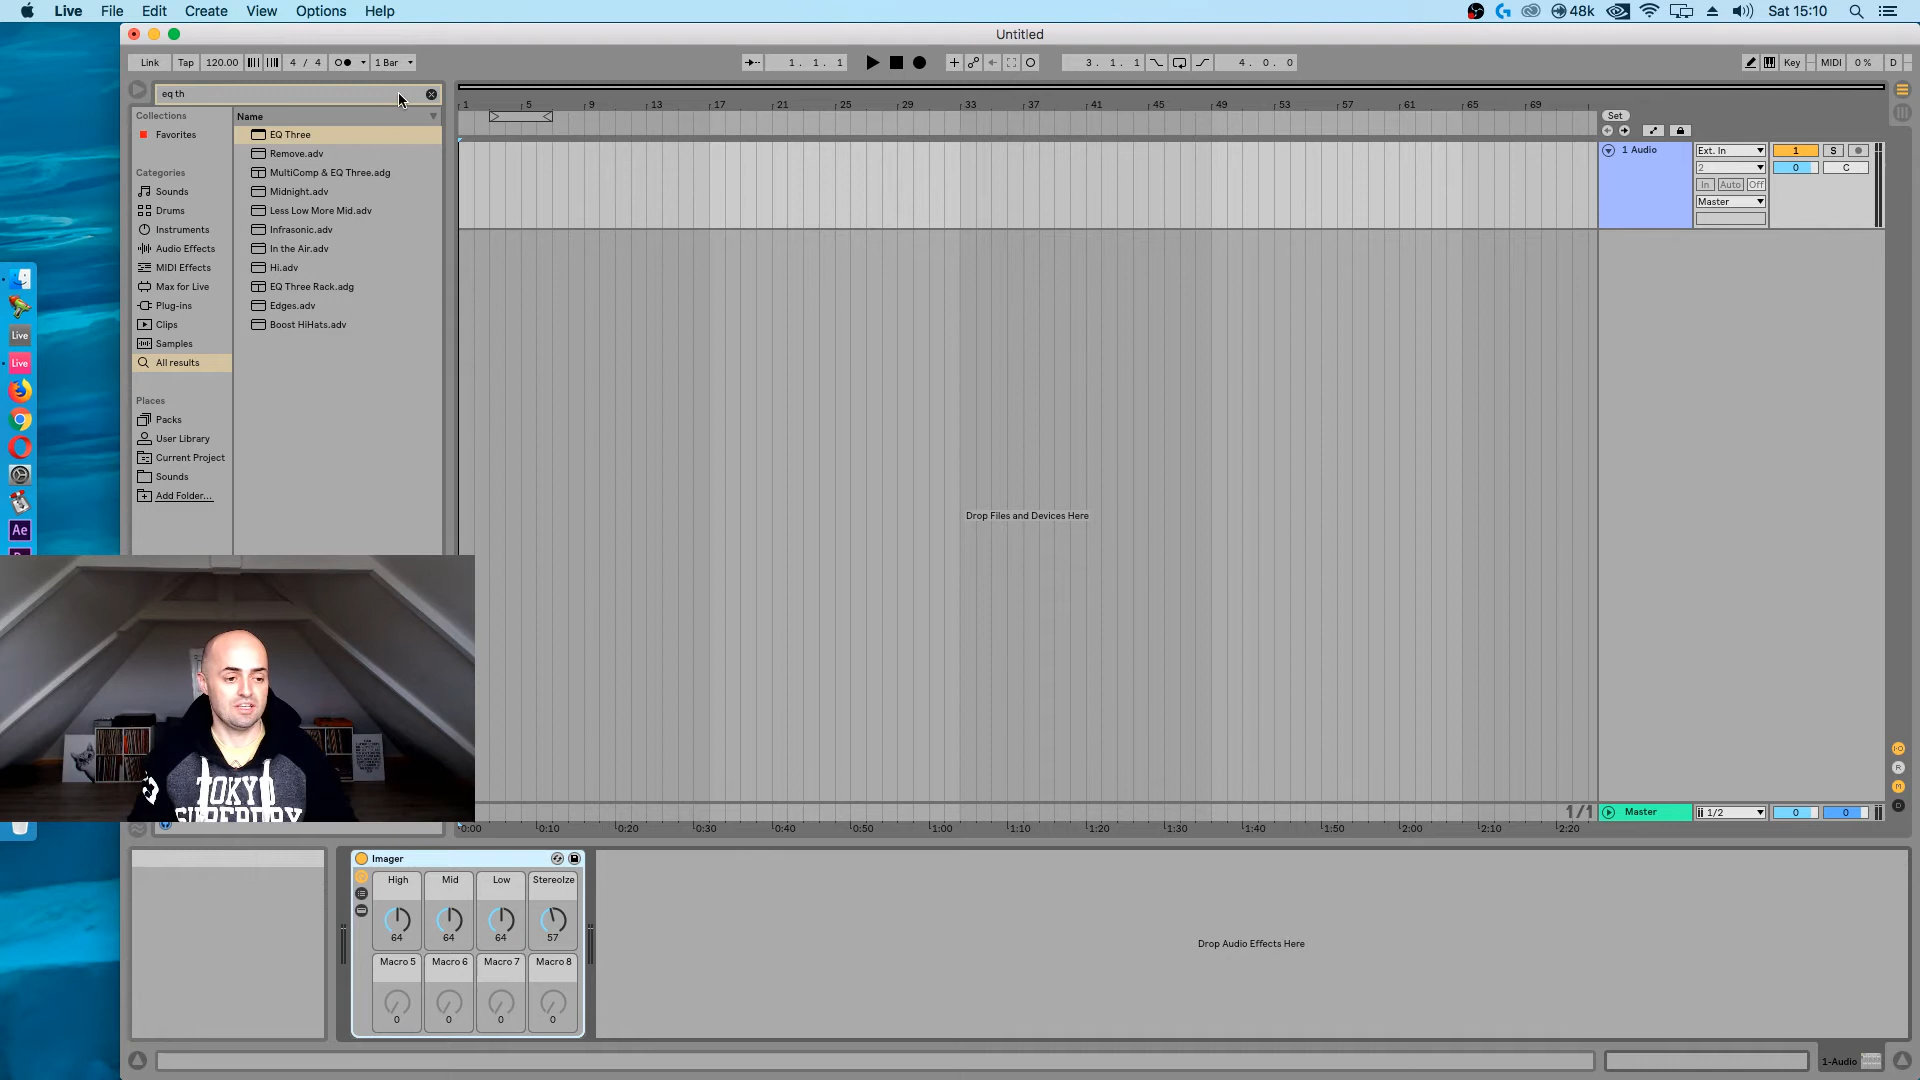 Live File Edit Create View Options Help
48k Sat 15:10
Untitled
Link Tap 120.00 4 / 4 1 Bar 1. 1. 1 3. 1. 1 4. 0. 0 Key MIDI 0 % D
eq th
Collections
Favorites
Categories
Sounds
Drums
Instruments
Audio Effects
MIDI Effects
Max for Live
Plug-ins
Clips
Samples
All results
Places
Packs
User Library
Current Project
Sounds
Add Folder...
Name
EQ Three
Remove.adv
MultiComp & EQ Three.adg
Midnight.adv
Less Low More Mid.adv
Infrasonic.adv
In the Air.adv
Hi.adv
EQ Three Rack.adg
Edges.adv
Boost HiHats.adv
1 5 9 13 17 21 25 29 33 37 41 45 49 53 57 61 65 69
Set
1 Audio Ext. In 1 S
2 0 C
In Auto Off
Master
Drop Files and Devices Here
Live
Live
Ae
TOKYO
1/1 Master 1/2 0 0
0:00 0:10 0:20 0:30 0:40 0:50 1:00 1:10 1:20 1:30 1:40 1:50 2:00 2:10 2:20
I·O
R
M
D
Imager
High Mid Low StereoIze
64 64 64 57
Macro 5 Macro 6 Macro 7 Macro 8
0 0 0 0
Drop Audio Effects Here
1-Audio